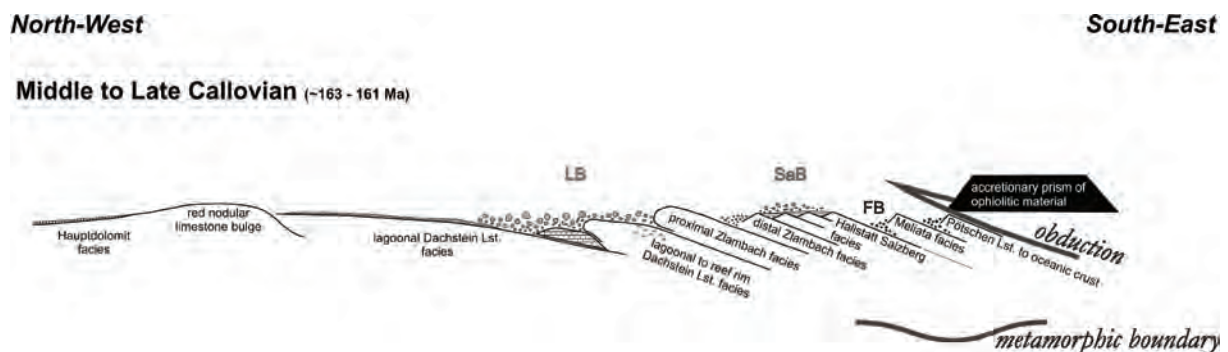 North-West
South-East
Middle to Late Callovian (~163 - 161 Ma)
LB
SaB
FB
accretionary prism of
ophiolitic material
obduction
Haupldolomit
facies
red nodular
limestone bulge
lagoonal Dachstein Lst.
facies
lagoonal to reef rim
Dachstein Lst. facies
proximal Zlambach facies
distal Zlambach facies
Hallstatt Salzberg
facies
Meliata facies
Pötschen Lst. to oceanic crust
metamorphic boundary